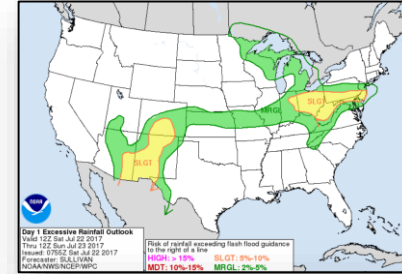 MRGL
SLGT
SLGT
NOAA
Day 1 Excessive Rainfall Outlook
Valid 12Z Sat Jul 22 2017
Thru 12Z Sun Jul 23 2017
Issued: 0755Z Sat Jul 22 2017
Forecaster: SULLIVAN
NOAA/NWS/NCEP/WPC
Risk of rainfall exceeding flash flood guidance
to the right of a line
HIGH: > 15% SLGT: 5%-10%
MDT: 10%-15% MRGL: 2%-5%